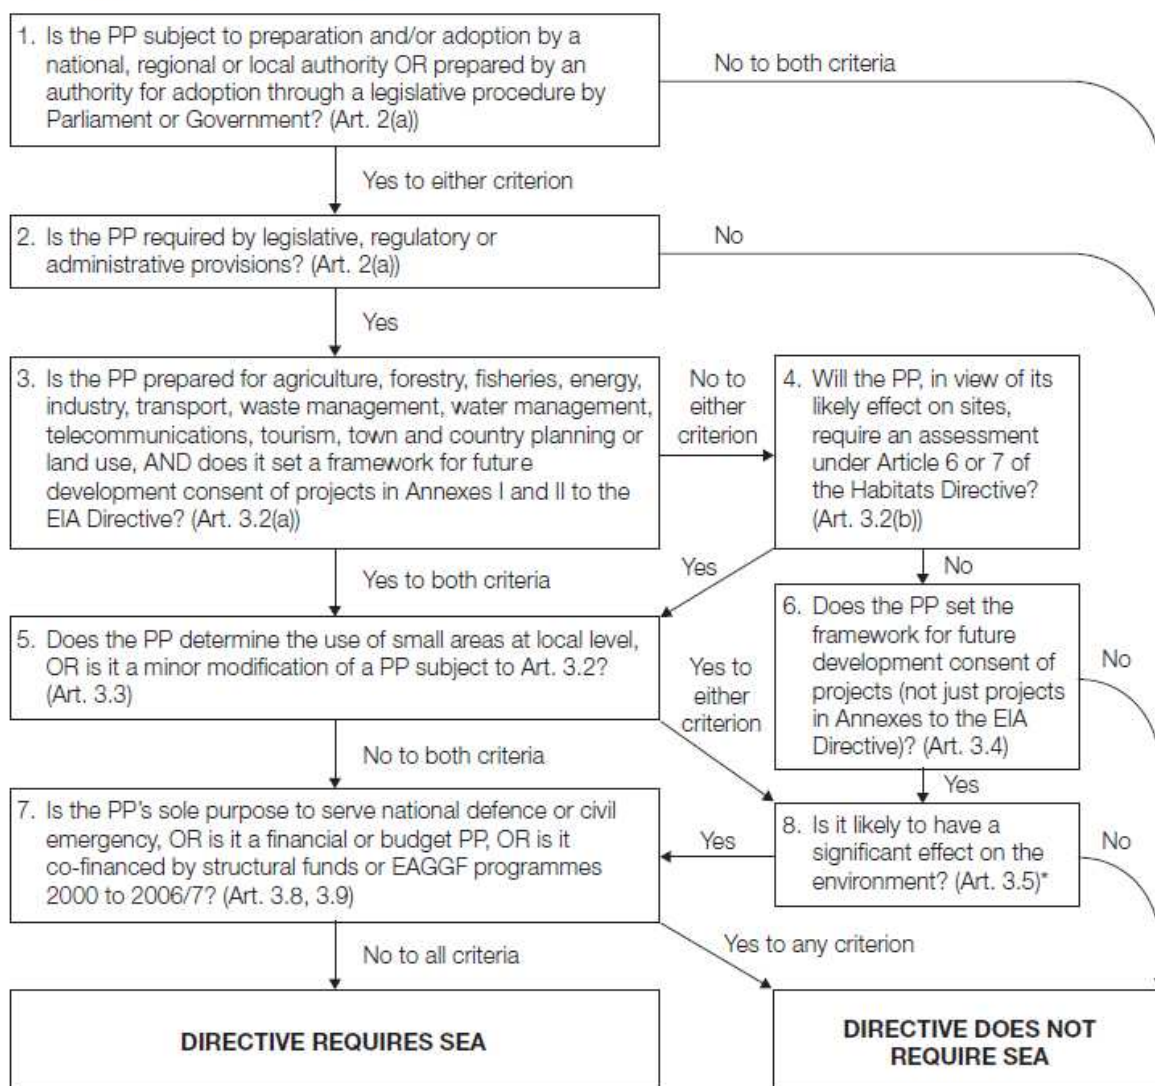 1. Is the PP subject to preparation and/or adoption by a
national, regional or local authority OR prepared by an
authority for adoption through a legislative procedure by
Parliament or Government? (Art. 2(a))
No to both criteria
Yes to either criterion
2. Is the PP required by legislative, regulatory or
administrative provisions? (Art. 2(a))
No
Yes
3. Is the PP prepared for agriculture, forestry, fisheries, energy,
industry, transport, waste management, water management,
telecommunications, tourism, town and country planning or
land use, AND does it set a framework for future
development consent of projects in Annexes I and II to the
EIA Directive? (Art. 3.2(a))
No to
either
criterion
4. Will the PP, in view of its
likely effect on sites,
require an assessment
under Article 6 or 7 of
the Habitats Directive?
(Art. 3.2(b))
Yes to both criteria
Yes
No
5. Does the PP determine the use of small areas at local level,
OR is it a minor modification of a PP subject to Art. 3.2?
(Art. 3.3)
Yes to
either
criterion
6. Does the PP set the
framework for future
development consent of
projects (not just projects
in Annexes to the EIA
Directive)? (Art. 3.4)
No
No to both criteria
Yes
7. Is the PP's sole purpose to serve national defence or civil
emergency, OR is it a financial or budget PP, OR is it
co-financed by structural funds or EAGGF programmes
2000 to 2006/7? (Art. 3.8, 3.9)
Yes
8. Is it likely to have a
significant effect on the
environment? (Art. 3.5)*
No
No to all criteria
Yes to any criterion
DIRECTIVE REQUIRES SEA
DIRECTIVE DOES NOT
REQUIRE SEA